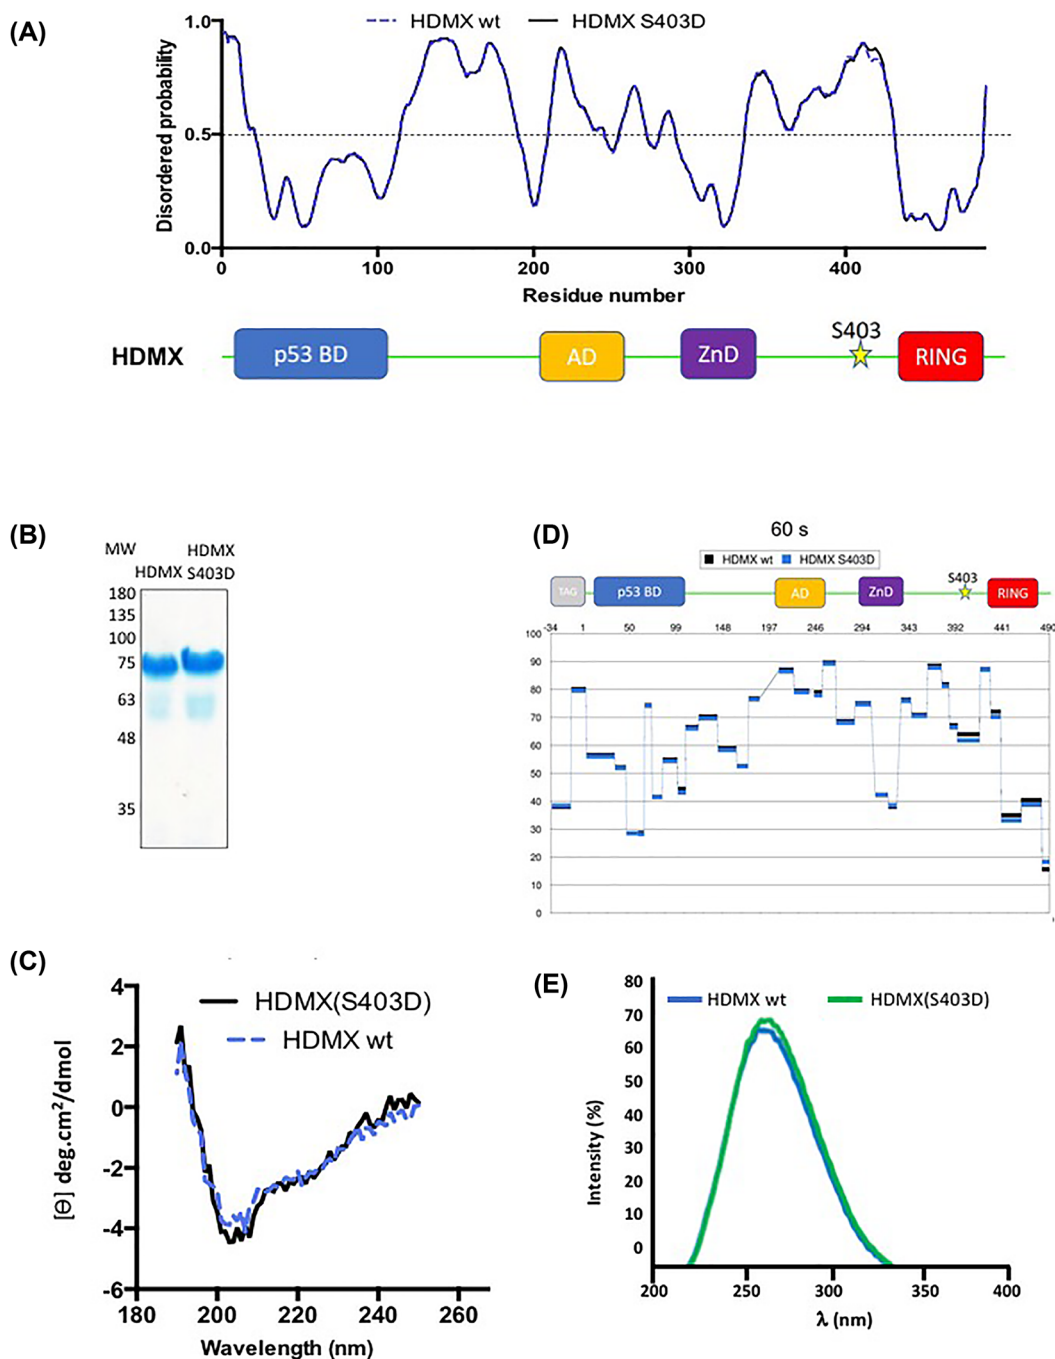 (A)
HDMX wt HDMX S403D
1.0
0.5
0.0
Disordered probability
0 100 200 300 400
Residue number
HDMX p53 BD AD ZnD S403 RING
(B)
MW HDMX HDMX S403D
180
135
100
75
63
48
35
(D)
60 s
HDMX wt HDMX S403D
TAG p53 BD AD ZnD S403 RING
-34 1 50 99 148 197 246 294 343 392 441 490
100
90
80
70
60
50
40
30
20
10
0
(C)
HDMX(S403D)
HDMX wt
4
2
0
-2
-4
-6
[Θ] deg.cm²/dmol
180 200 220 240 260
Wavelength (nm)
(E)
HDMX wt HDMX(S403D)
80
70
60
50
40
30
20
10
0
Intensity (%)
200 250 300 350 400
λ (nm)